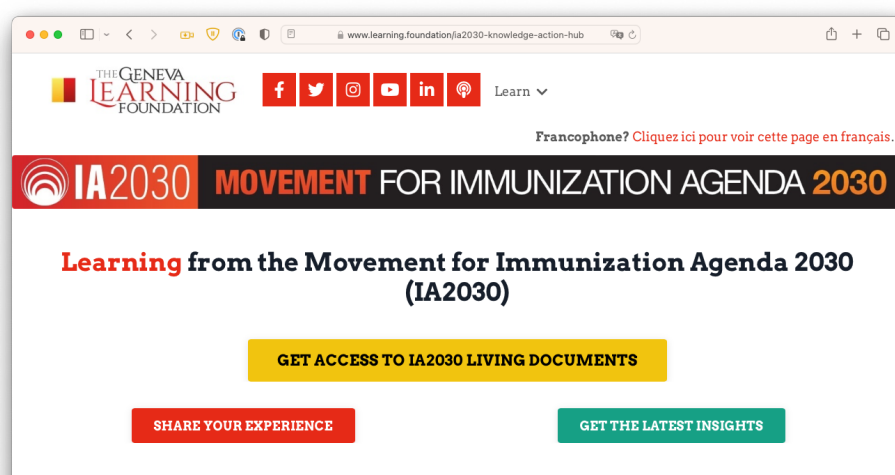 www.learning.foundation/ia2030-knowledge-action-hub
THE GENEVA
LEARNING
FOUNDATION
Learn
Francophone? Cliquez ici pour voir cette page en français.
IA2030 MOVEMENT FOR IMMUNIZATION AGENDA 2030
Learning from the Movement for Immunization Agenda 2030
(IA2030)
GET ACCESS TO IA2030 LIVING DOCUMENTS
SHARE YOUR EXPERIENCE
GET THE LATEST INSIGHTS